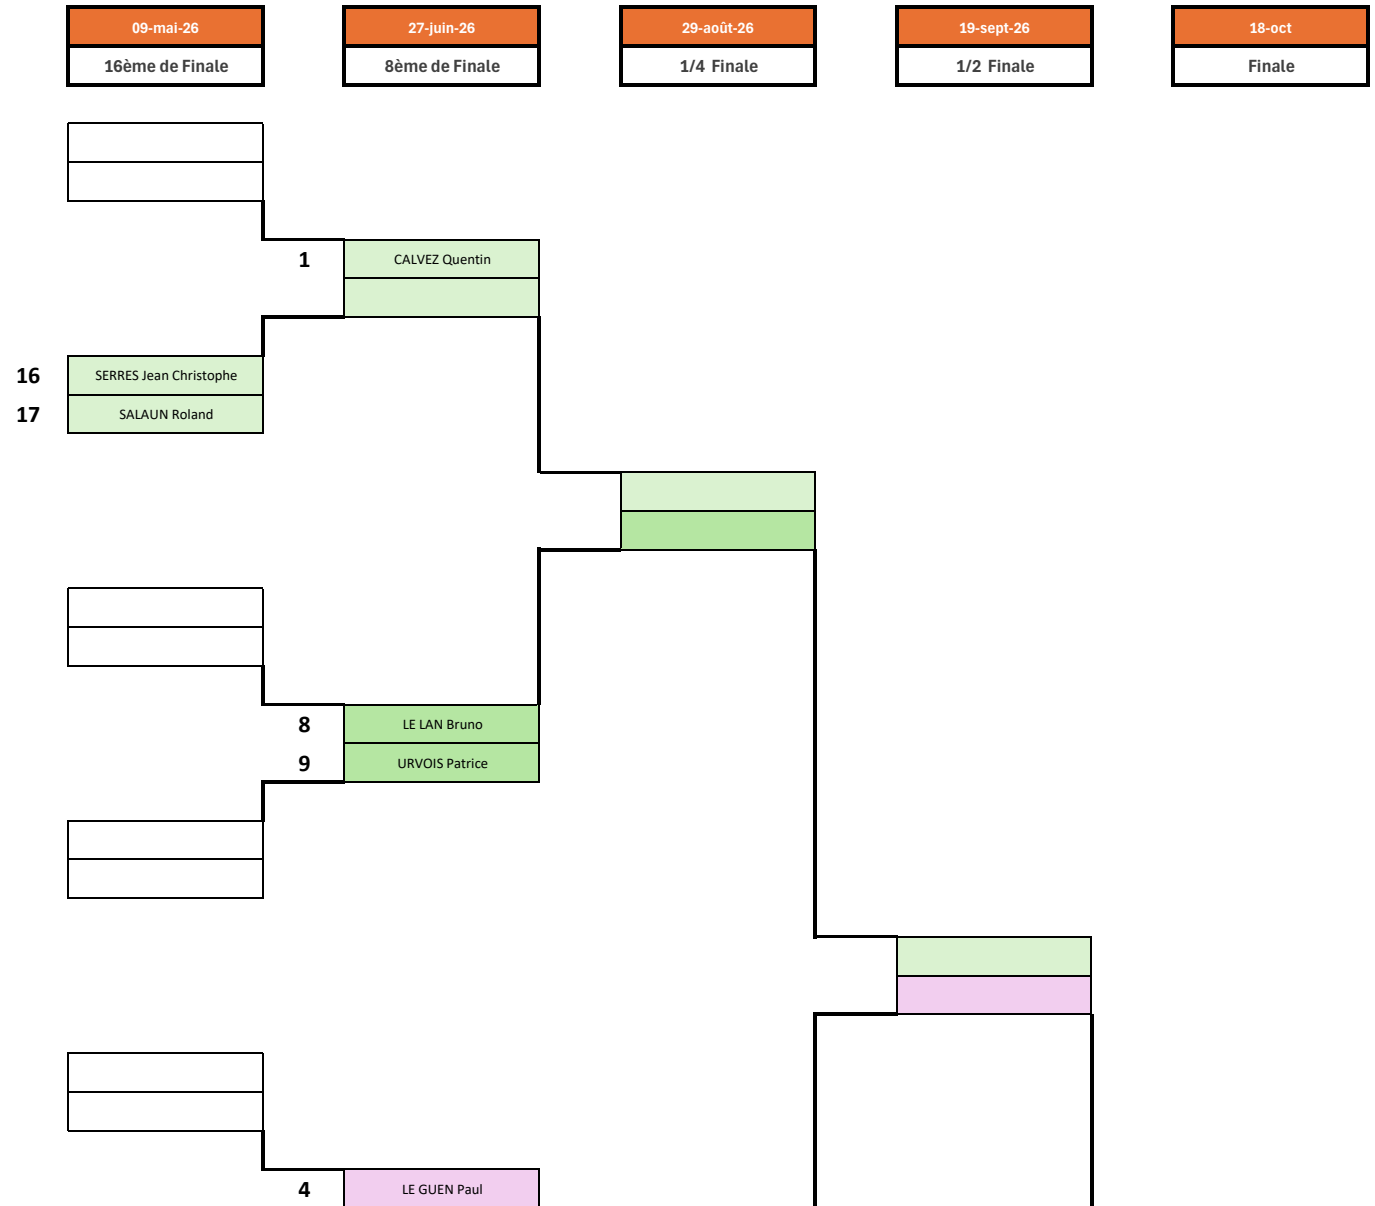 09-mai-26 27-juin-26 29-août-26 19-sept-26 18-oct
16ème de Finale 8ème de Finale 1/4 Finale 1/2 Finale Finale
1 CALVEZ Quentin
16 SERRES Jean Christophe
17 SALAUN Roland
8 LE LAN Bruno
9 URVOIS Patrice
4 LE GUEN Paul